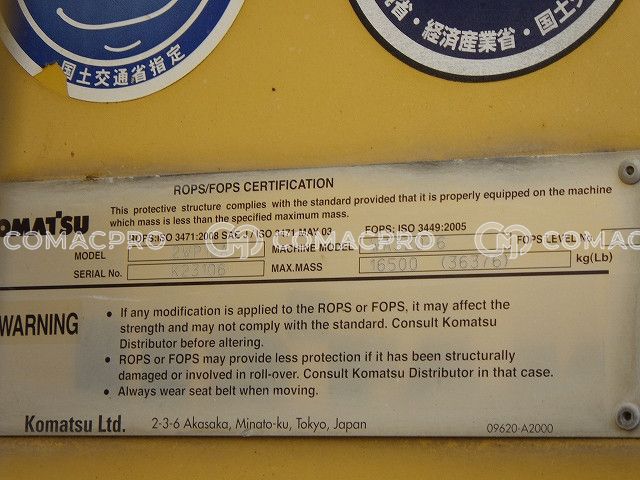 国土交通省指定
省・経済産業省・国土
ROPS/FOPS CERTIFICATION
KOMATSU
This protective structure complies with the standard provided that it is properly equipped on the machine
which mass is less than the specified maximum mass.
ROPS: ISO 3471:2008 SAE J / ISO 3471 MAY 03 FOPS: ISO 3449:2005
COMACPRO COMACPRO COMACPRO
MODEL MACHINE MODEL FOPS LEVEL No.
SERIAL No. K23106 MAX.MASS 16500 (36376) kg(Lb)
WARNING
• If any modification is applied to the ROPS or FOPS, it may affect the
strength and may not comply with the standard. Consult Komatsu
Distributor before altering.
• ROPS or FOPS may provide less protection if it has been structurally
damaged or involved in roll-over. Consult Komatsu Distributor in that case.
• Always wear seat belt when moving.
Komatsu Ltd. 2-3-6 Akasaka, Minato-ku, Tokyo, Japan 09620-A2000